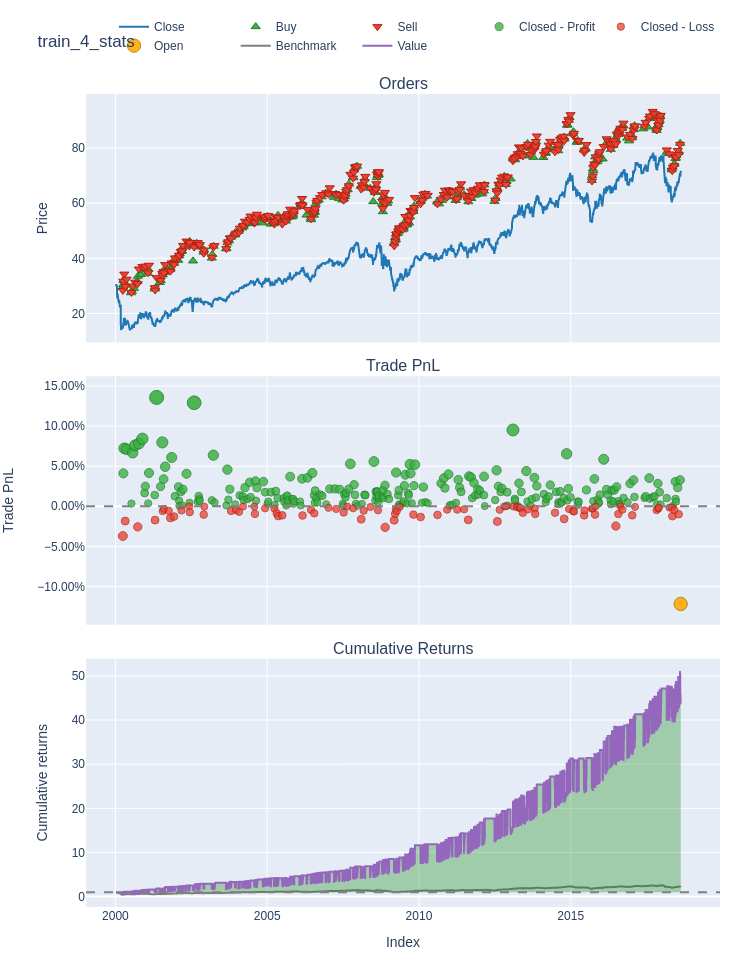 train_4_stats
Close
Buy
Sell
Closed - Profit
Closed - Loss
Open
Benchmark
Value
Orders
80
60
40
20
Price
Trade PnL
15.00%
10.00%
5.00%
0.00%
−5.00%
−10.00%
Trade PnL
Cumulative Returns
50
40
30
20
10
0
Cumulative returns
2000
2005
2010
2015
Index